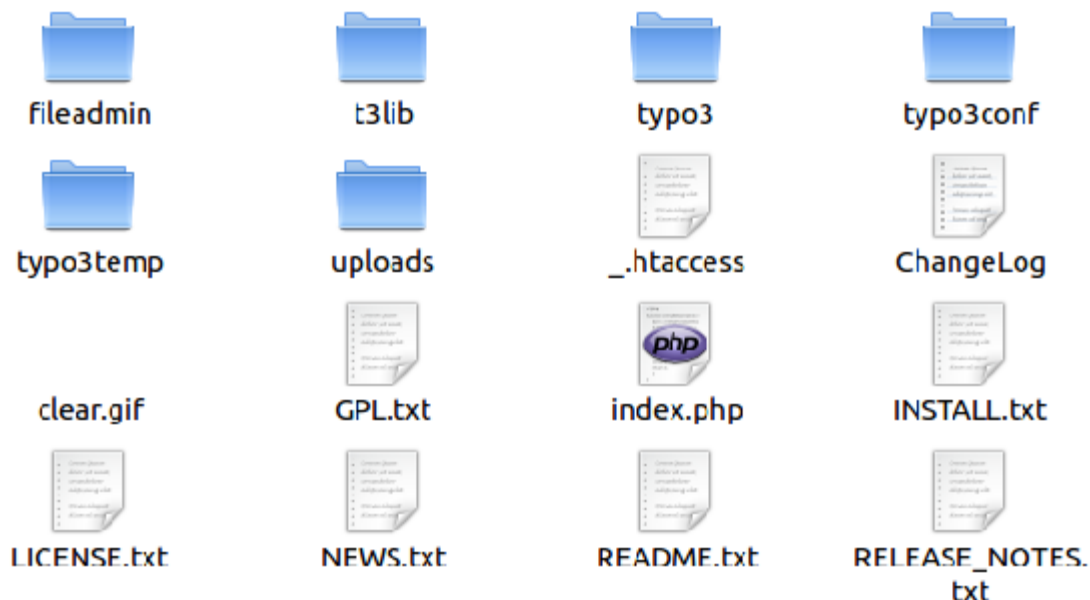 fileadmin
t3lib
typo3
typo3conf
typo3temp
uploads
_.htaccess
ChangeLog
clear.gif
GPL.txt
php
index.php
INSTALL.txt
LICENSE.txt
NEWS.txt
README.txt
RELEASE_NOTES.
txt